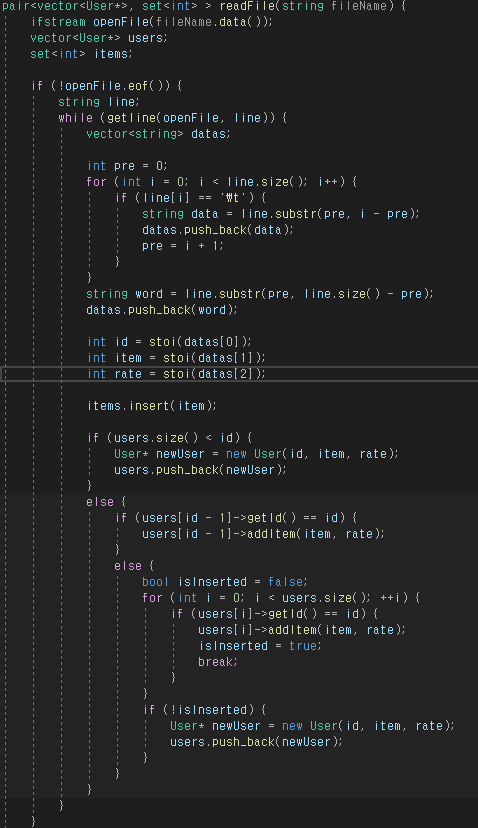 pair<vector<User*>, set<int> > readFile(string fileName) {
    ifstream openFile(fileName.data());
    vector<User*> users;
    set<int> items;

    if (!openFile.eof()) {
        string line;
        while (getline(openFile, line)) {
            vector<string> datas;

            int pre = 0;
            for (int i = 0; i < line.size(); i++) {
                if (line[i] == '₩t') {
                    string data = line.substr(pre, i - pre);
                    datas.push_back(data);
                    pre = i + 1;
                }
            }
            string word = line.substr(pre, line.size() - pre);
            datas.push_back(word);

            int id = stoi(datas[0]);
            int item = stoi(datas[1]);
            int rate = stoi(datas[2]);

            items.insert(item);

            if (users.size() < id) {
                User* newUser = new User(id, item, rate);
                users.push_back(newUser);
            }
            else {
                if (users[id - 1]->getId() == id) {
                    users[id - 1]->addItem(item, rate);
                }
                else {
                    bool isInserted = false;
                    for (int i = 0; i < users.size(); ++i) {
                        if (users[i]->getId() == id) {
                            users[i]->addItem(item, rate);
                            isInserted = true;
                            break;
                        }
                    }
                    if (!isInserted) {
                        User* newUser = new User(id, item, rate);
                        users.push_back(newUser);
                    }
                }
            }
        }
    }